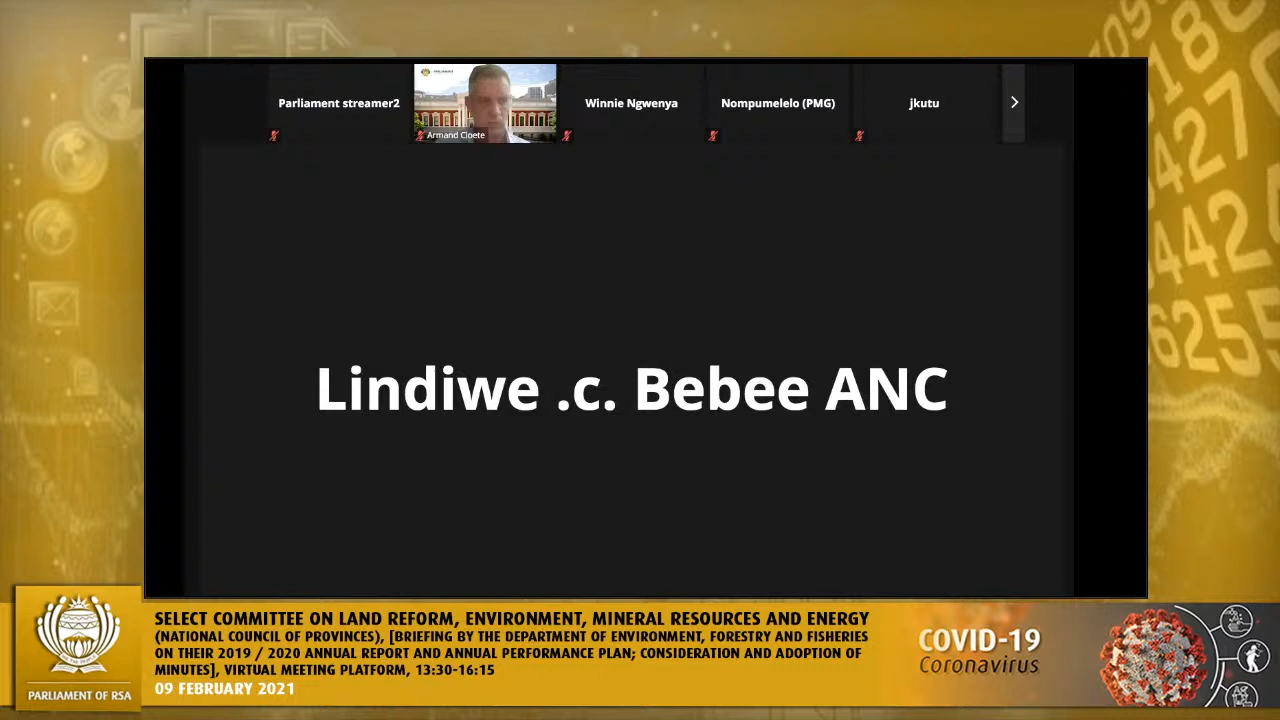 Parliament streamer2
Armand Cloete
Winnie Ngwenya
Nompumelelo (PMG)
jkutu
Lindiwe .c. Bebee ANC
SELECT COMMITTEE ON LAND REFORM, ENVIRONMENT, MINERAL RESOURCES AND ENERGY
(NATIONAL COUNCIL OF PROVINCES), [BRIEFING BY THE DEPARTMENT OF ENVIRONMENT, FORESTRY AND FISHERIES
ON THEIR 2019 / 2020 ANNUAL REPORT AND ANNUAL PERFORMANCE PLAN; CONSIDERATION AND ADOPTION OF
MINUTES], VIRTUAL MEETING PLATFORM, 13:30-16:15
09 FEBRUARY 2021
PARLIAMENT OF RSA
COVID-19
Coronavirus